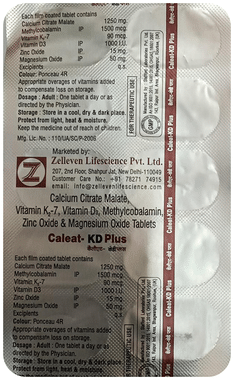 Each film coated tablet contains
Calcium Citrate Malate 1250 mg.
Methylcobalamin IP 1500 mcg
Vitamin K₂-7 90 mcg
Vitamin D3 IP 1000 I.U.
Zinc Oxide IP 15 mg
Magnesium Oxide IP 50 mg
Excipients q.s
Colour: Ponceau 4R
Appropriate overages of vitamins added
to compensate loss on storage.
Dosage : Adult : One tablet a day or as
directed by the Physician.
Storage : Store in a cool, dry & dark place.
Protect from light, heat & moisture.
Keep the medicine out of reach of children.
Mfg. Lic. No. : 110/UA/SC/P-2006
FOR THERAPEUTIC USE
GMP
Caleat-KD Plus
Marketed by:
Z
Zelleven Lifescience Pvt. Ltd.
207, 2nd Floor, Shahpur Jat, New Delhi-110049
Customer Care No.: +91 78271 74915
email: info@zellevenlifescience.com
Calcium Citrate Malate,
Vitamin K₂-7, Vitamin D₃, Methylcobalamin,
Zinc Oxide & Magnesium Oxide Tablets
Caleat- KD Plus
Each film coated tablet contains
Calcium Citrate Malate 1250 mg.
Methylcobalamin IP 1500 mcg
Vitamin K₂-7 90 mcg
Vitamin D3 IP 1000 I.U.
Zinc Oxide IP 15 mg
Magnesium Oxide IP 50 mg
Excipients q.s
Colour: Ponceau 4R
Appropriate overages of vitamins added
to compensate loss on storage.
Dosage : Adult : One tablet a day or as
directed by the Physician.
Storage : Store in a cool, dry & dark place.
Protect from light, heat & moisture.
FOR THERAPEUTIC USE